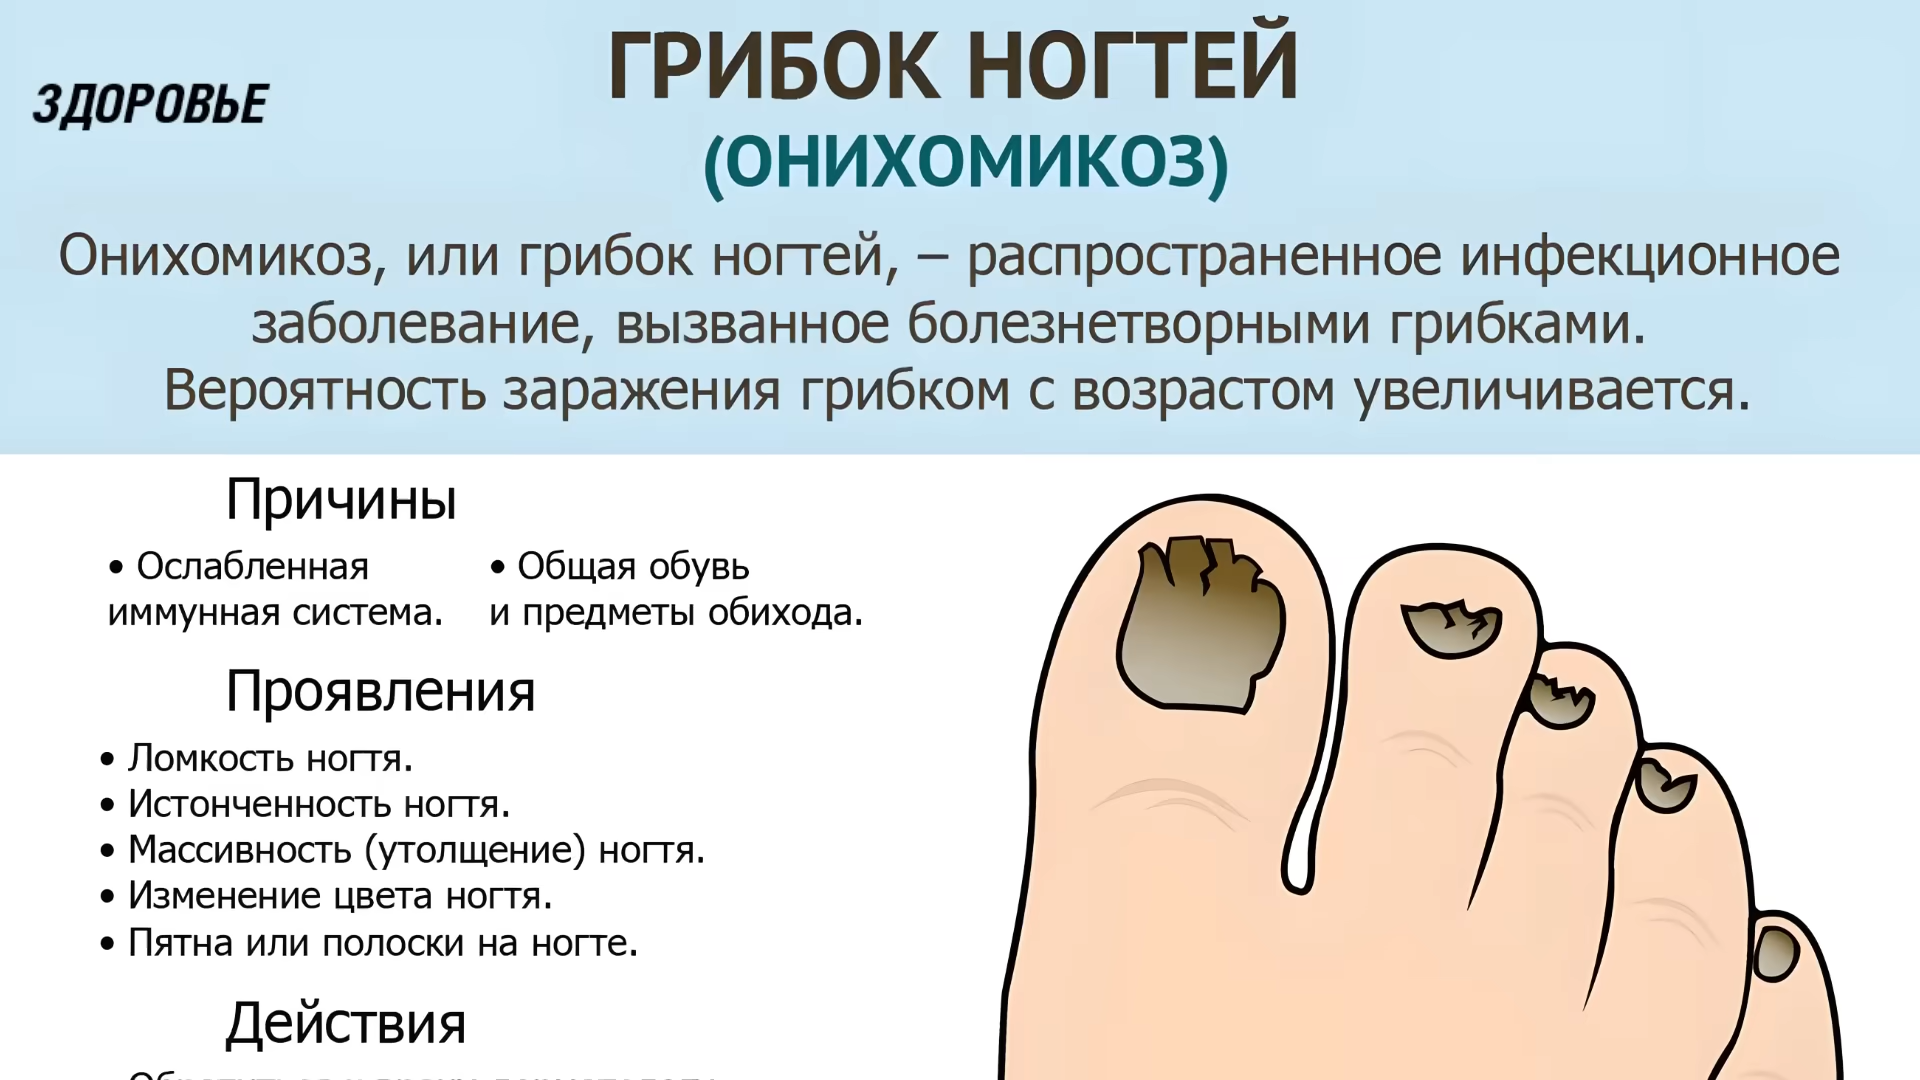 ЗДОРОВЬЕ
ГРИБОК НОГТЕЙ
(ОНИХОМИКОЗ)
Онихомикоз, или грибок ногтей, – распространенное инфекционное
заболевание, вызванное болезнетворными грибками.
Вероятность заражения грибком с возрастом увеличивается.
Причины
• Ослабленная
иммунная система.
• Общая обувь
и предметы обихода.
Проявления
• Ломкость ногтя.
• Истонченность ногтя.
• Массивность (утолщение) ногтя.
• Изменение цвета ногтя.
• Пятна или полоски на ногте.
Действия